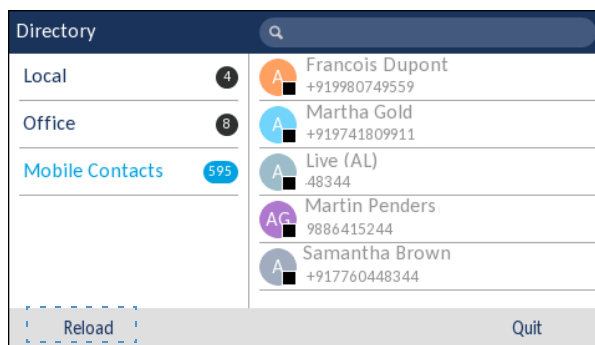 Directory
Local 4
Office 8
Mobile Contacts 595
A Francois Dupont
+919980749559
A Martha Gold
+919741809911
A Live (AL)
48344
AG Martin Penders
9886415244
A Samantha Brown
+917760448344
Reload Quit